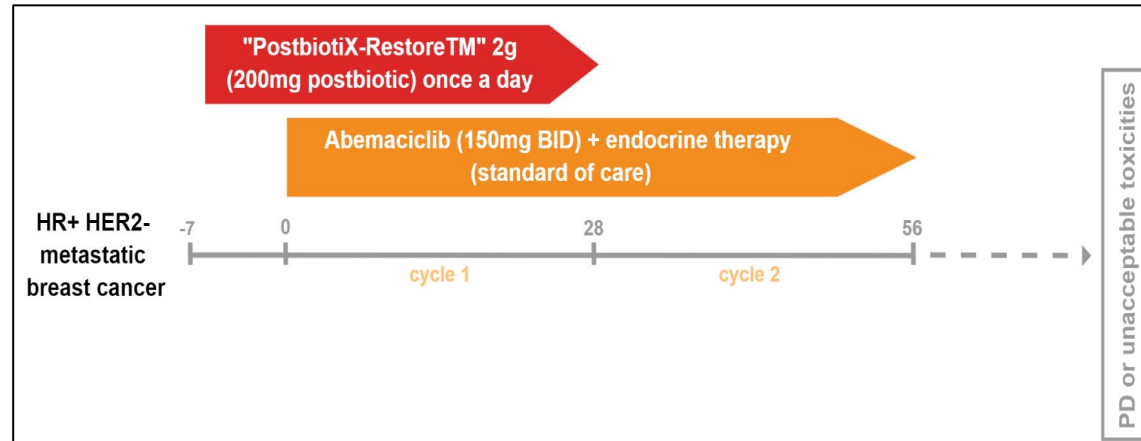 "PostbiotiX-RestoreTM" 2g
(200mg postbiotic) once a day
Abemaciclib (150mg BID) + endocrine therapy
(standard of care)
HR+ HER2-
metastatic
breast cancer
-7
0
28
56
cycle 1
cycle 2
PD or unacceptable toxicities